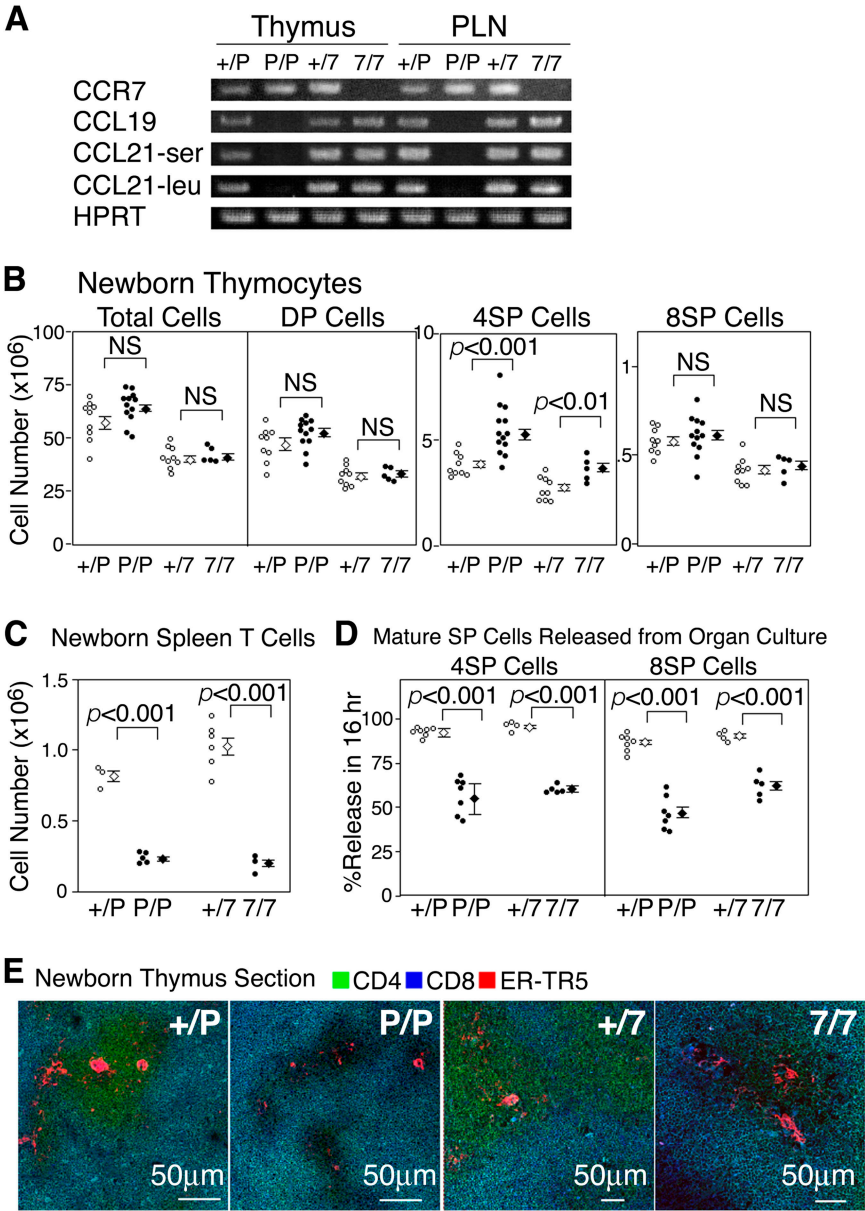 A
Thymus PLN
+/P P/P +/7 7/7 +/P P/P +/7 7/7
CCR7
CCL19
CCL21-ser
CCL21-leu
HPRT
B Newborn Thymocytes
Total Cells DP Cells 4SP Cells 8SP Cells
Cell Number (x10⁶)
100 75 50 25 0
10 5 0
1 .5 0
NS NS NS NS p<0.001 p<0.01 NS NS
+/P P/P +/7 7/7 +/P P/P +/7 7/7 +/P P/P +/7 7/7 +/P P/P +/7 7/7
C Newborn Spleen T Cells
Cell Number (x10⁶)
1.5
1.0
0.5
0
p<0.001 p<0.001
+/P P/P +/7 7/7
D Mature SP Cells Released from Organ Culture
4SP Cells 8SP Cells
%Release in 16 hr
100
75
50
25
0
p<0.001 p<0.001 p<0.001 p<0.001
+/P P/P +/7 7/7 +/P P/P +/7 7/7
E Newborn Thymus Section CD4 CD8 ER-TR5
+/P P/P +/7 7/7
50μm 50μm 50μm 50μm